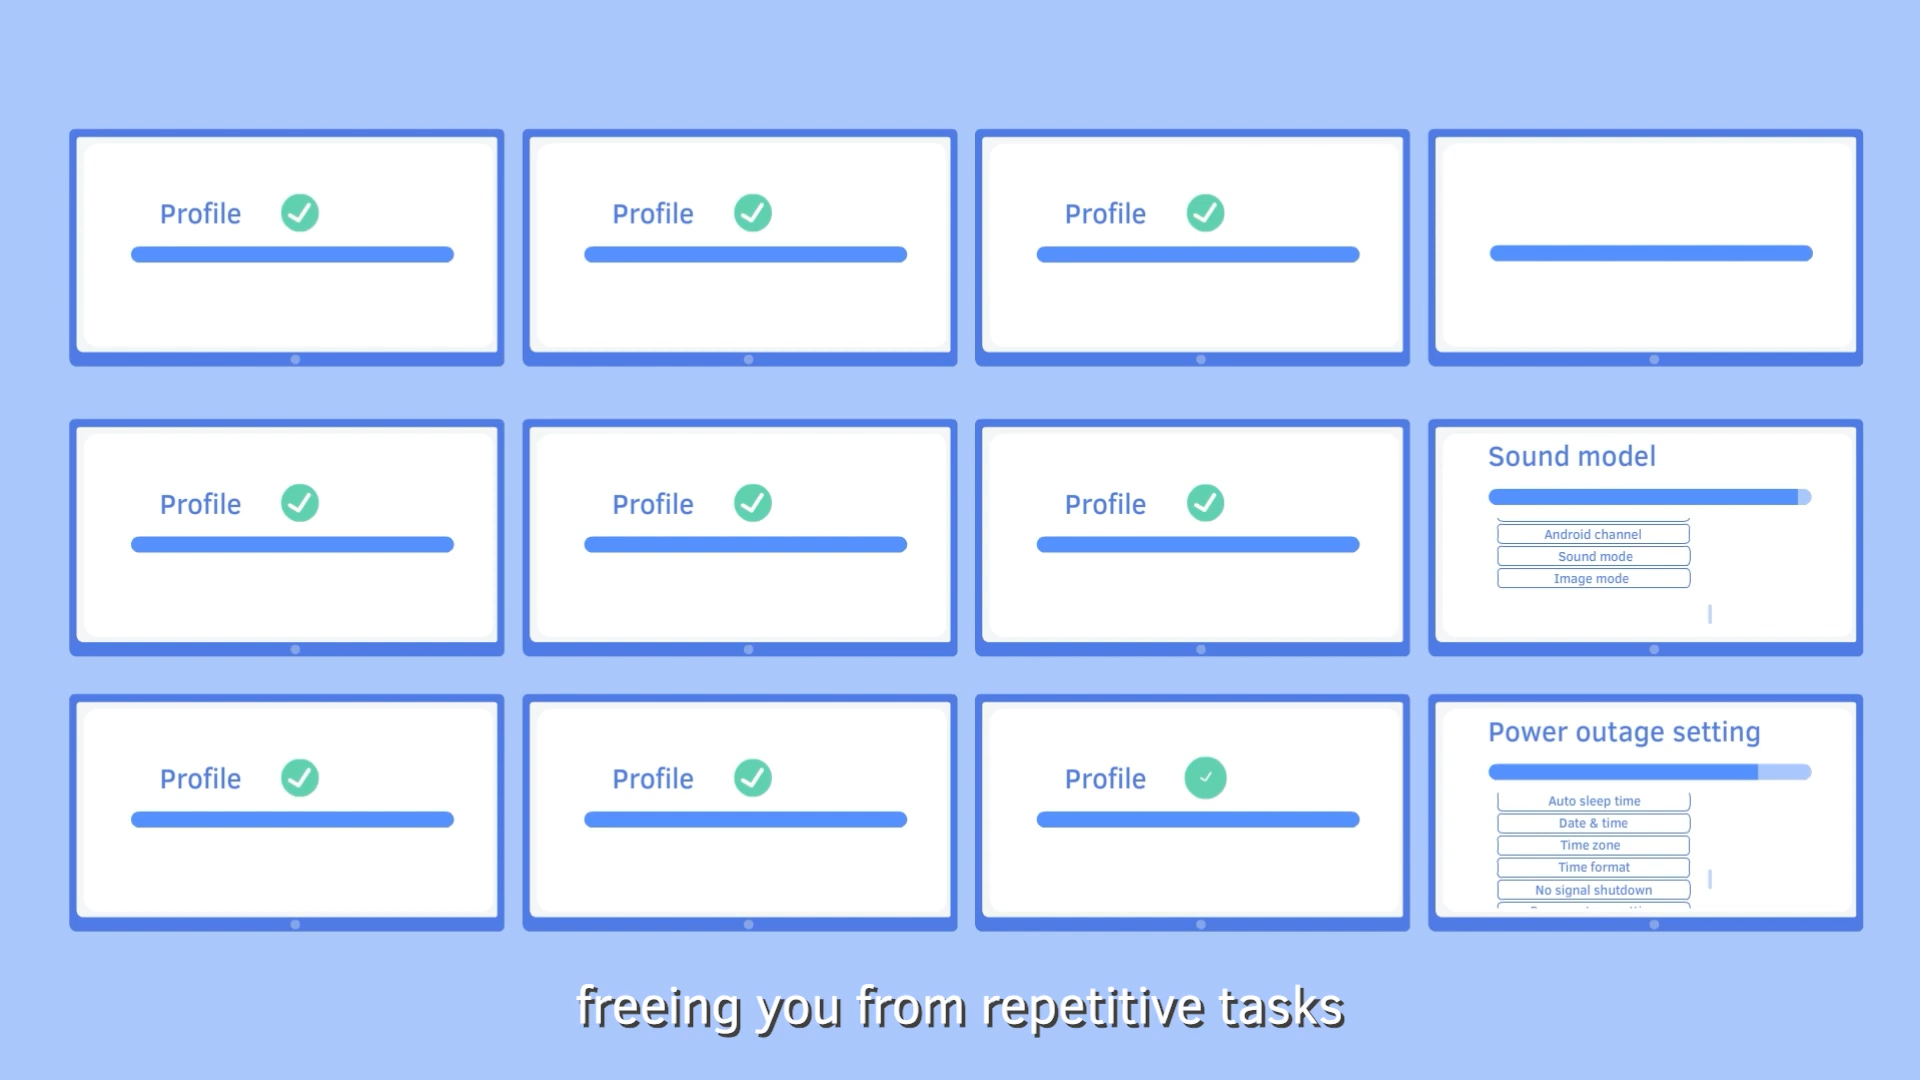 Profile
Profile
Profile
Profile
Profile
Profile
Sound model
Android channel
Sound mode
Image mode
Profile
Profile
Profile
Power outage setting
Auto sleep time
Date & time
Time zone
Time format
No signal shutdown
freeing you from repetitive tasks